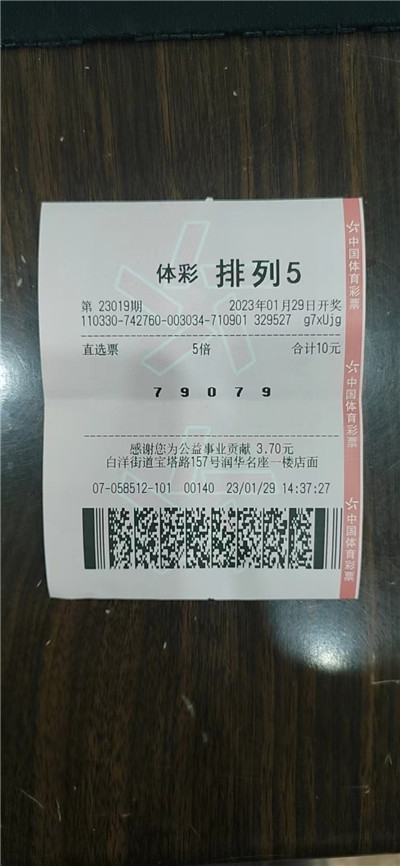 体彩 排列5
第 23019期 2023年01月29日开奖
110330-742760-003034-710901 329527 g7xUjg
直选票 5倍 合计10元
7 9 0 7 9
感谢您为公益事业贡献 3.70元
白洋街道宝塔路157号润华名座一楼店面
07-058512-101 00140 23/01/29 14:37:27
中国体育彩票
中国体育彩票
中国体育彩票